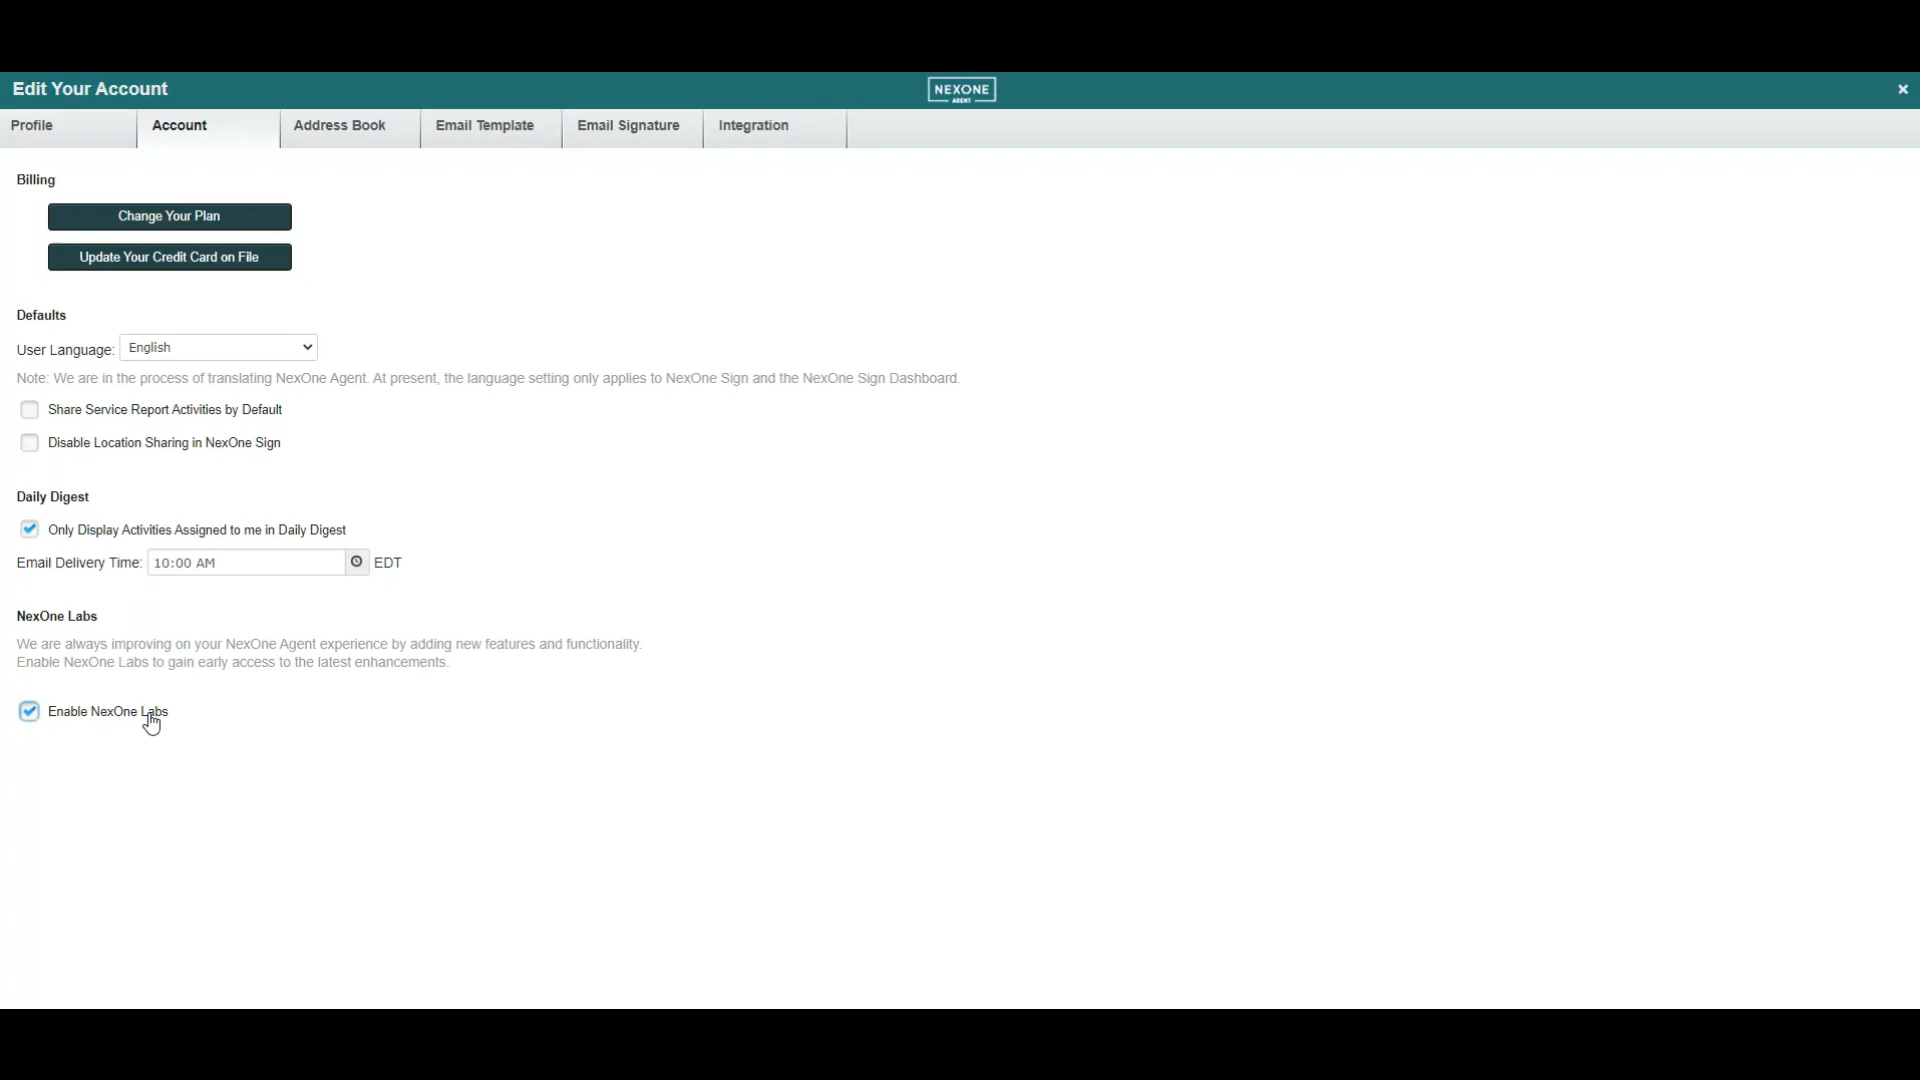 Edit Your Account
NEXONE
AGENT
×
Profile
Account
Address Book
Email Template
Email Signature
Integration
Billing
Change Your Plan
Update Your Credit Card on File
Defaults
User Language: English
Note: We are in the process of translating NexOne Agent. At present, the language setting only applies to NexOne Sign and the NexOne Sign Dashboard.
Share Service Report Activities by Default
Disable Location Sharing in NexOne Sign
Daily Digest
Only Display Activities Assigned to me in Daily Digest
Email Delivery Time: 10:00 AM EDT
NexOne Labs
We are always improving on your NexOne Agent experience by adding new features and functionality.
Enable NexOne Labs to gain early access to the latest enhancements.
Enable NexOne Labs